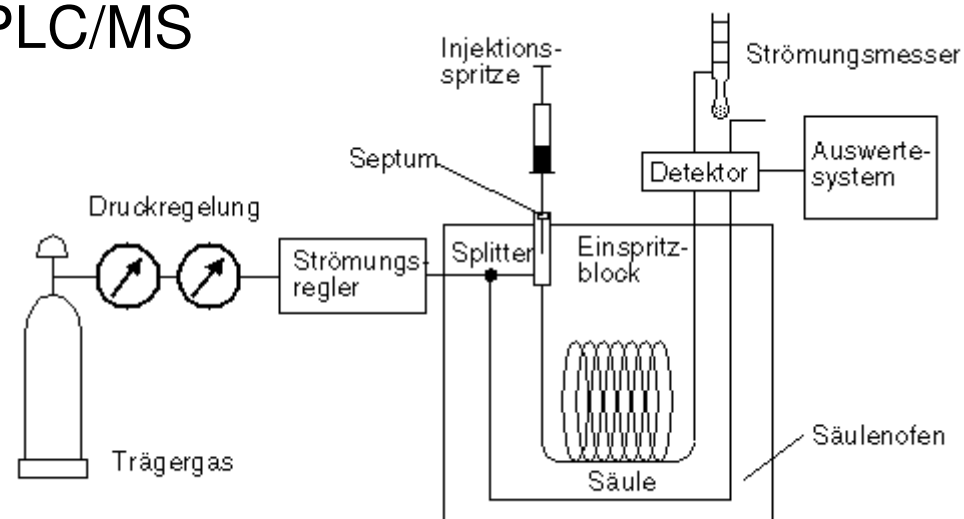 PLC/MS
Injektions-
spritze
Strömungsmesser
Septum
Detektor
Auswerte-
system
Druckregelung
Strömungs-
regler
Splitter
Einspritz-
block
Trägergas
Säule
Säulenofen